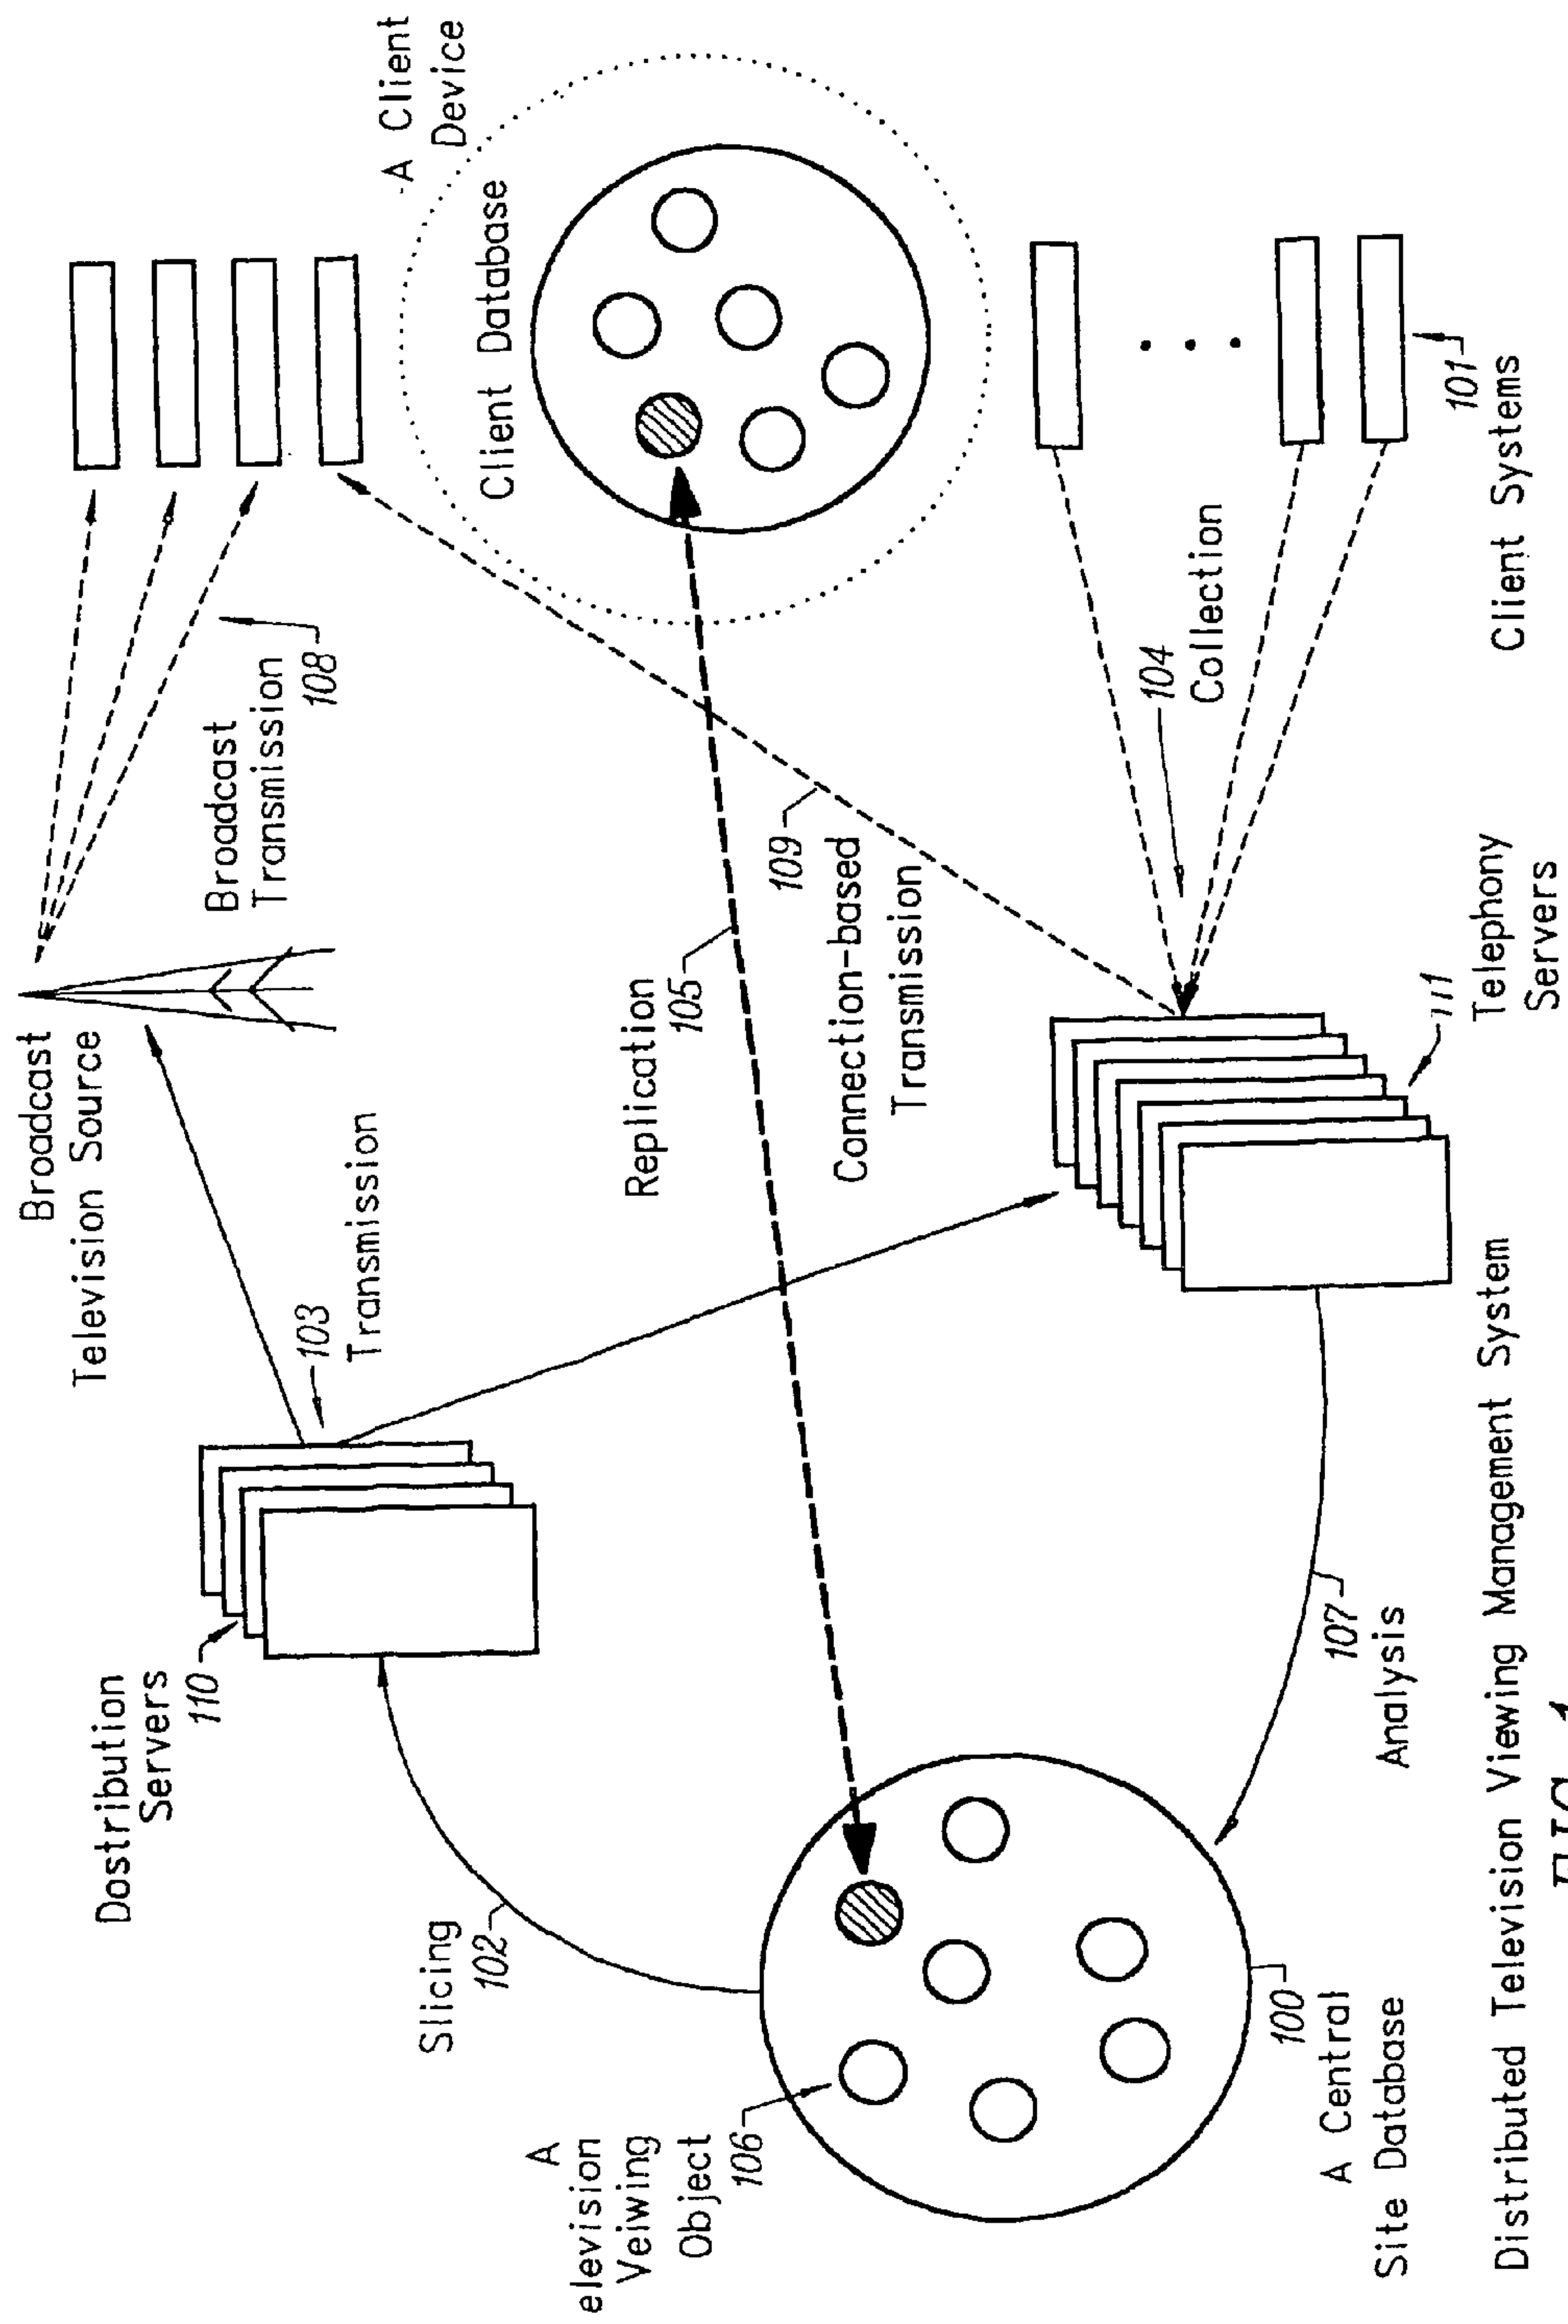 Broadcast
Television Source
A Client
Device
Dostribution
Servers
110
103
Transmission
Broadcast
Transmission
108
Client Database
Slicing
102
Replication
105
109
Connection-based
Transmission
A
elevision
Veiwing
Object
106
104
Collection
100
A Central
Site Database
107
Analysis
111
Telephony
Servers
101
Client Systems
Distributed Television Viewing Management System
FIG. 1